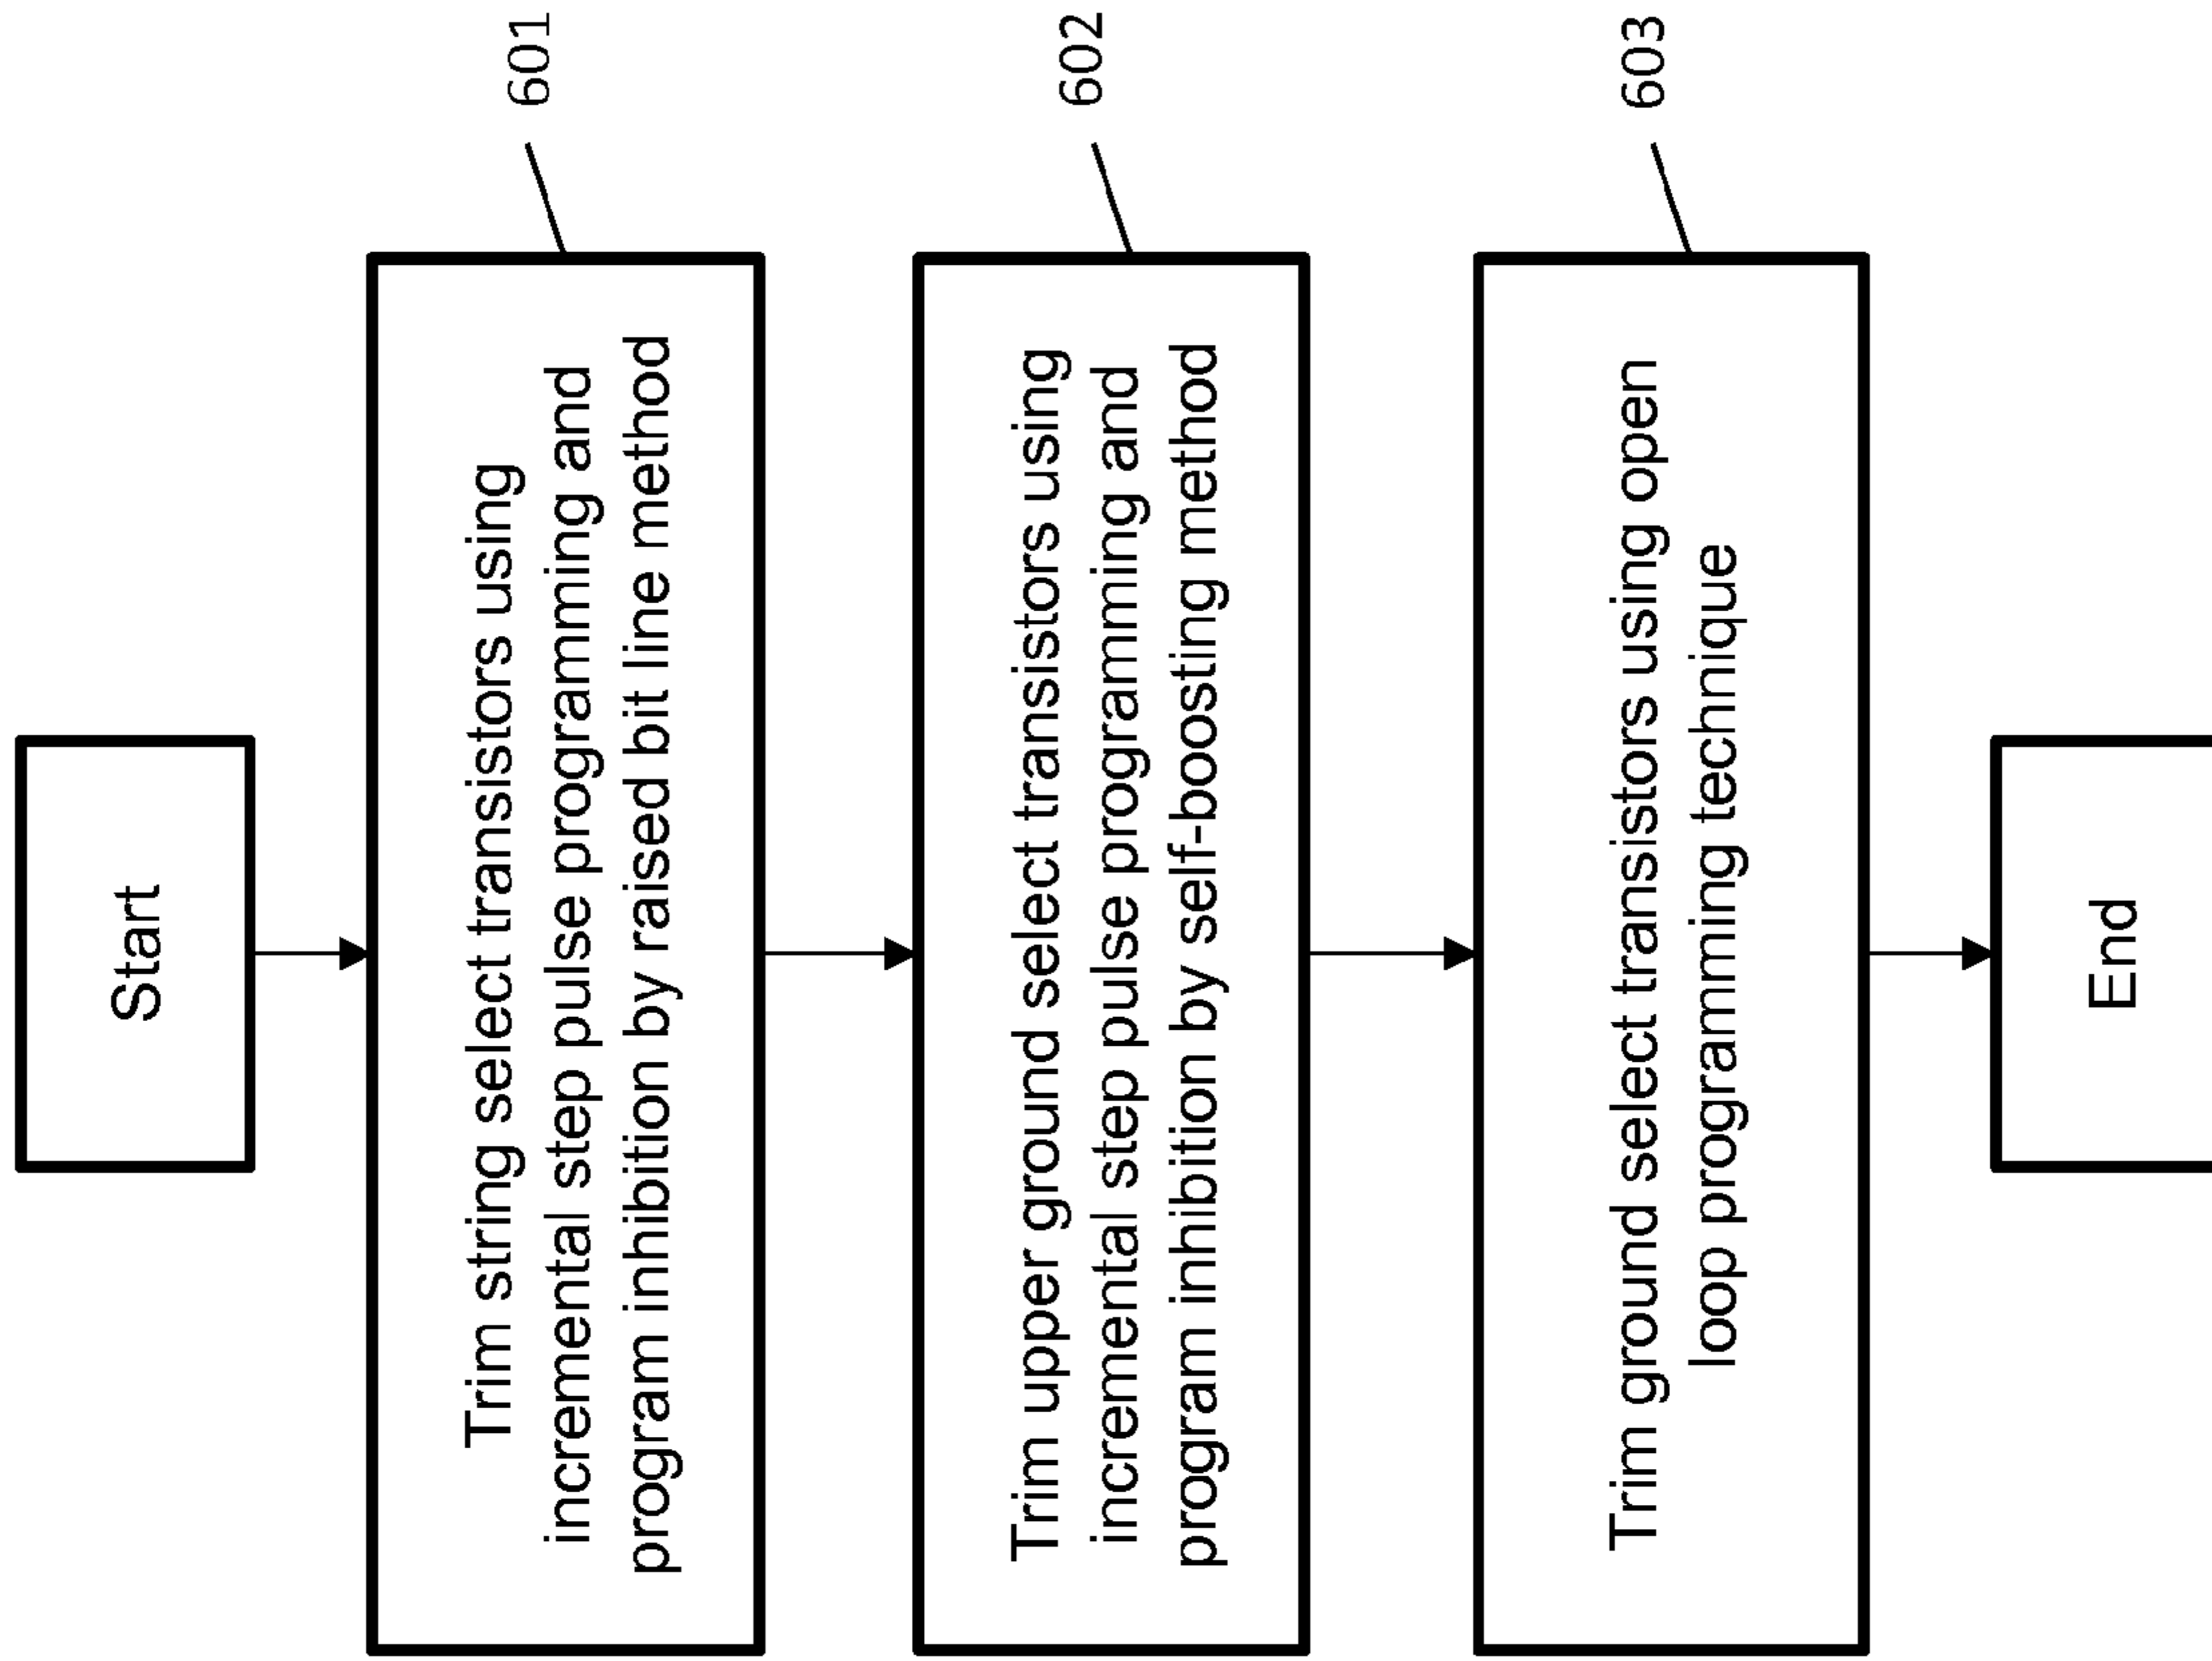 Start
Trim string select transistors using
incremental step pulse programming and
program inhibition by raised bit line method
601
Trim upper ground select transistors using
incremental step pulse programming and
program inhibition by self-boosting method
602
Trim ground select transistors using open
loop programming technique
603
End